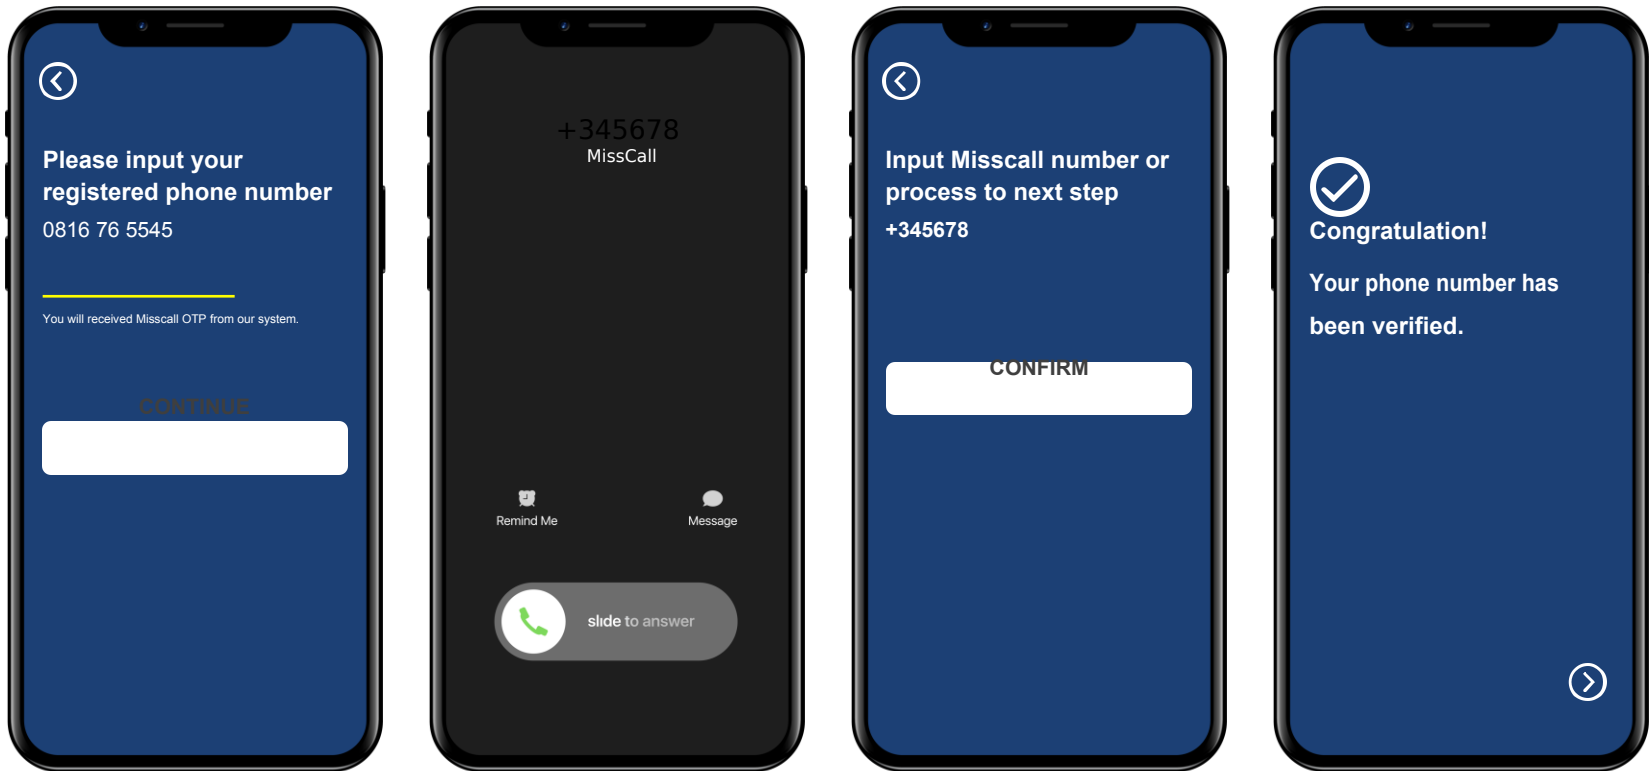 Please input your
registered phone number
0816 76 5545
You will received Misscall OTP from our system.
CONTINUE
+345678
MissCall
Remind Me
Message
slide to answer
Input Misscall number or
process to next step
+345678
CONFIRM
Congratulation!
Your phone number has
been verified.